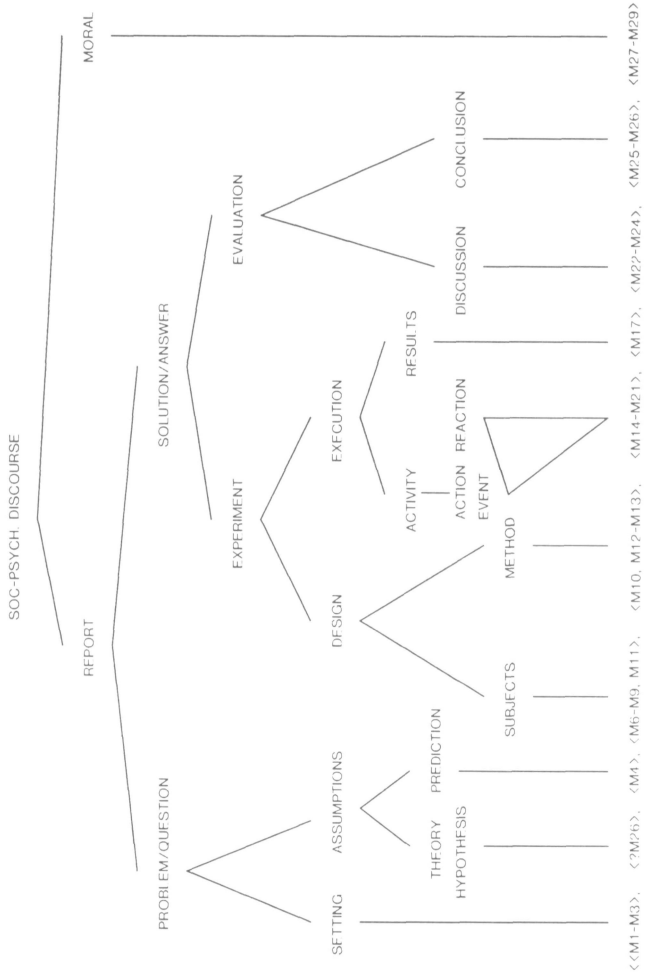 SOC-PSYCH. DISCOURSE
REPORT MORAL
PROBLEM/QUESTION SOLUTION/ANSWER
EXPERIMENT EVALUATION
SETTING ASSUMPTIONS DESIGN EXECUTION
THEORY PREDICTION ACTIVITY RESULTS DISCUSSION CONCLUSION
HYPOTHESIS
SUBJECTS METHOD ACTION REACTION
EVENT
<<M1-M3>, <?M26>, <M4>, <M6-M9, M11>, <M10, M12-M13>, <M14-M21>, <M17>, <M22-M24>, <M25-M26>, <M27-M29>